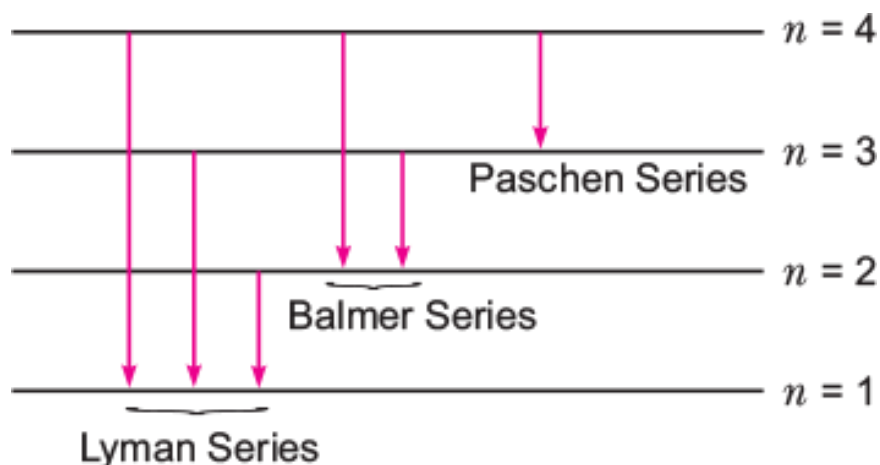 n = 4
n = 3
Paschen Series
n = 2
Balmer Series
n = 1
Lyman Series